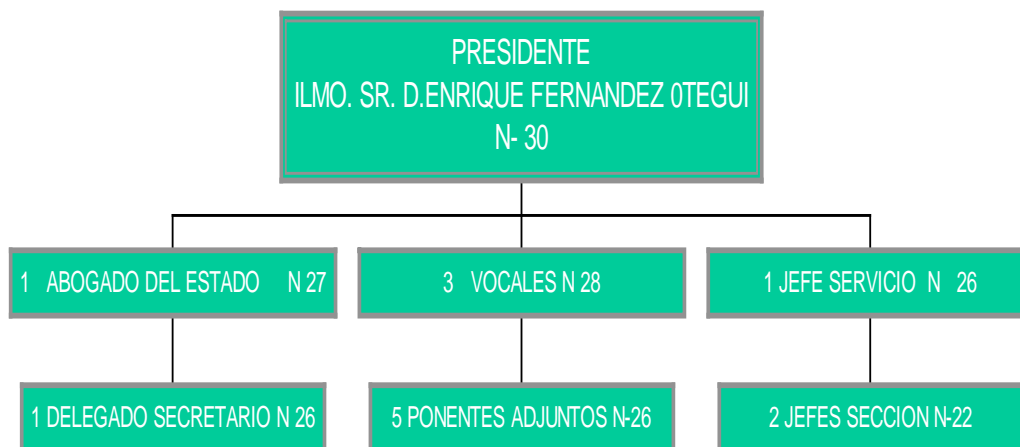 PRESIDENTE
ILMO. SR. D.ENRIQUE FERNANDEZ 0TEGUI
N- 30
1 ABOGADO DEL ESTADO N 27
3 VOCALES N 28
1 JEFE SERVICIO N 26
1 DELEGADO SECRETARIO N 26
5 PONENTES ADJUNTOS N-26
2 JEFES SECCION N-22